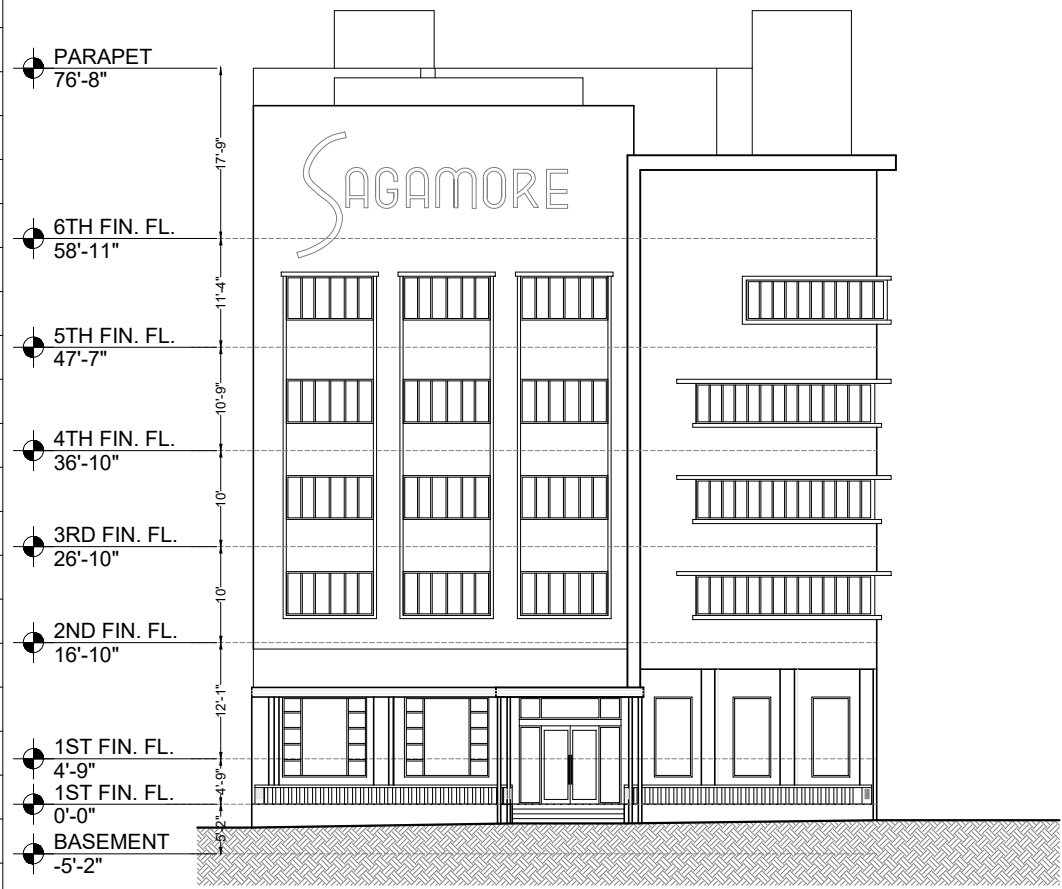 PARAPET
76'-8"
17'-9"
SAGAMORE
6TH FIN. FL.
58'-11"
11'-4"
5TH FIN. FL.
47'-7"
10'-9"
4TH FIN. FL.
36'-10"
10'
3RD FIN. FL.
26'-10"
10'
2ND FIN. FL.
16'-10"
12'-1"
1ST FIN. FL.
4'-9"
4'-9"
1ST FIN. FL.
0'-0"
5'-2"
BASEMENT
-5'-2"